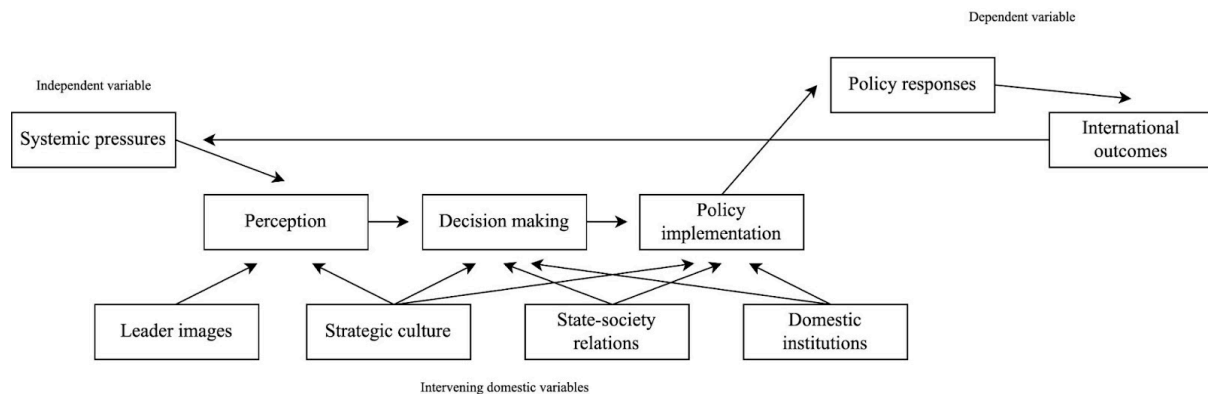 Dependent variable
Independent variable
Policy responses
Systemic pressures
International
outcomes
Perception
Decision making
Policy
implementation
Leader images
Strategic culture
State-society
relations
Domestic
institutions
Intervening domestic variables